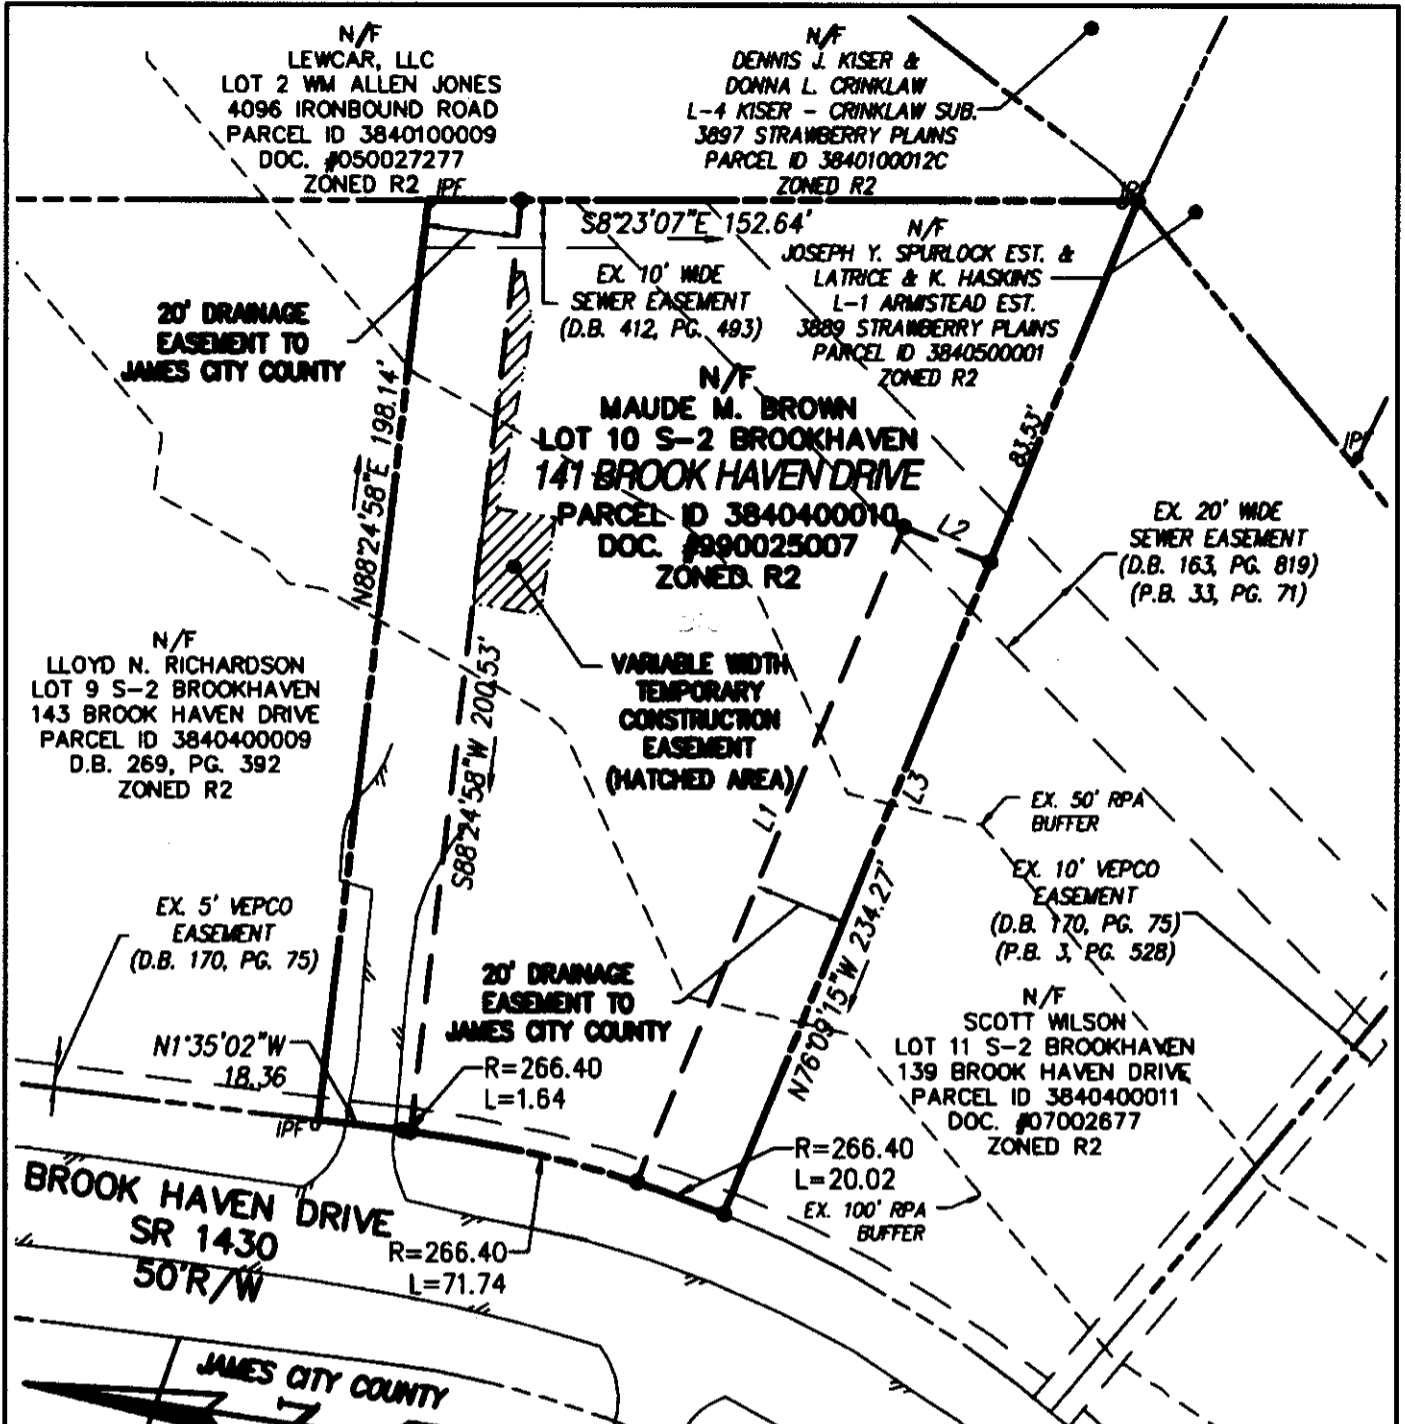 N/F
LEWCAR, LLC
LOT 2 WM ALLEN JONES
4096 IRONBOUND ROAD
PARCEL ID 3840100009
DOC. #050027277
ZONED R2
IPF
N/F
DENNIS J. KISER &
DONNA L. CRINKLAW
L-4 KISER - CRINKLAW SUB.
3897 STRAWBERRY PLAINS
PARCEL ID 3840100012C
ZONED R2
IPF
S8°23'07"E 152.64'
N/F
JOSEPH Y. SPURLOCK EST. &
LATRICE & K. HASKINS
L-1 ARMISTEAD EST.
3889 STRAWBERRY PLAINS
PARCEL ID 3840500001
ZONED R2
EX. 10' WIDE
SEWER EASEMENT
(D.B. 412, PG. 493)
20' DRAINAGE
EASEMENT TO
JAMES CITY COUNTY
N88°24'58"E 198.14'
N/F
MAUDE M. BROWN
LOT 10 S-2 BROOKHAVEN
141 BROOK HAVEN DRIVE
PARCEL ID 3840400010
DOC. #990025007
ZONED R2
83.53'
IPF
L2
EX. 20' WIDE
SEWER EASEMENT
(D.B. 163, PG. 819)
(P.B. 33, PG. 71)
N/F
LLOYD N. RICHARDSON
LOT 9 S-2 BROOKHAVEN
143 BROOK HAVEN DRIVE
PARCEL ID 3840400009
D.B. 269, PG. 392
ZONED R2
S88°24'58"W 200.53'
VARIABLE WIDTH
TEMPORARY
CONSTRUCTION
EASEMENT
(HATCHED AREA)
L1
L3
EX. 50' RPA
BUFFER
EX. 10' VEPCO
EASEMENT
(D.B. 170, PG. 75)
(P.B. 3, PG. 528)
EX. 5' VEPCO
EASEMENT
(D.B. 170, PG. 75)
20' DRAINAGE
EASEMENT TO
JAMES CITY COUNTY
N76°09'15"W 234.27'
N/F
SCOTT WILSON
LOT 11 S-2 BROOKHAVEN
139 BROOK HAVEN DRIVE
PARCEL ID 3840400011
DOC. #07002677
ZONED R2
N1°35'02"W
18.36
R=266.40
L=1.64
IPF
R=266.40
L=20.02
EX. 100' RPA
BUFFER
BROOK HAVEN DRIVE
SR 1430
50'R/W
R=266.40
L=71.74
JAMES CITY COUNTY